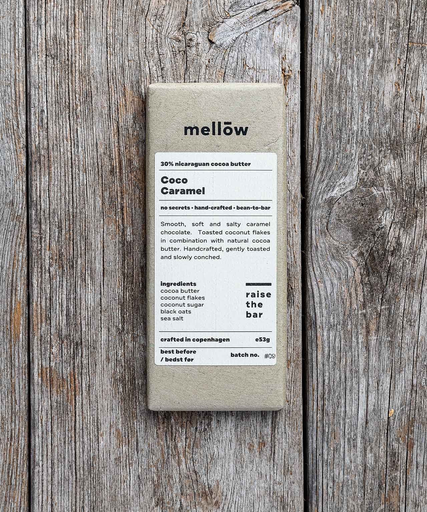 mellōw
30% nicaraguan cocoa butter
Coco
Caramel
no secrets · hand-crafted · bean-to-bar
Smooth, soft and salty caramel
chocolate. Toasted coconut flakes
in combination with natural cocoa
butter. Handcrafted, gently toasted
and slowly conched.
ingredients
cocoa butter
coconut flakes
coconut sugar
black oats
sea salt
raise
the
bar
crafted in copenhagen e53g
best before
/ bedst før
batch no.